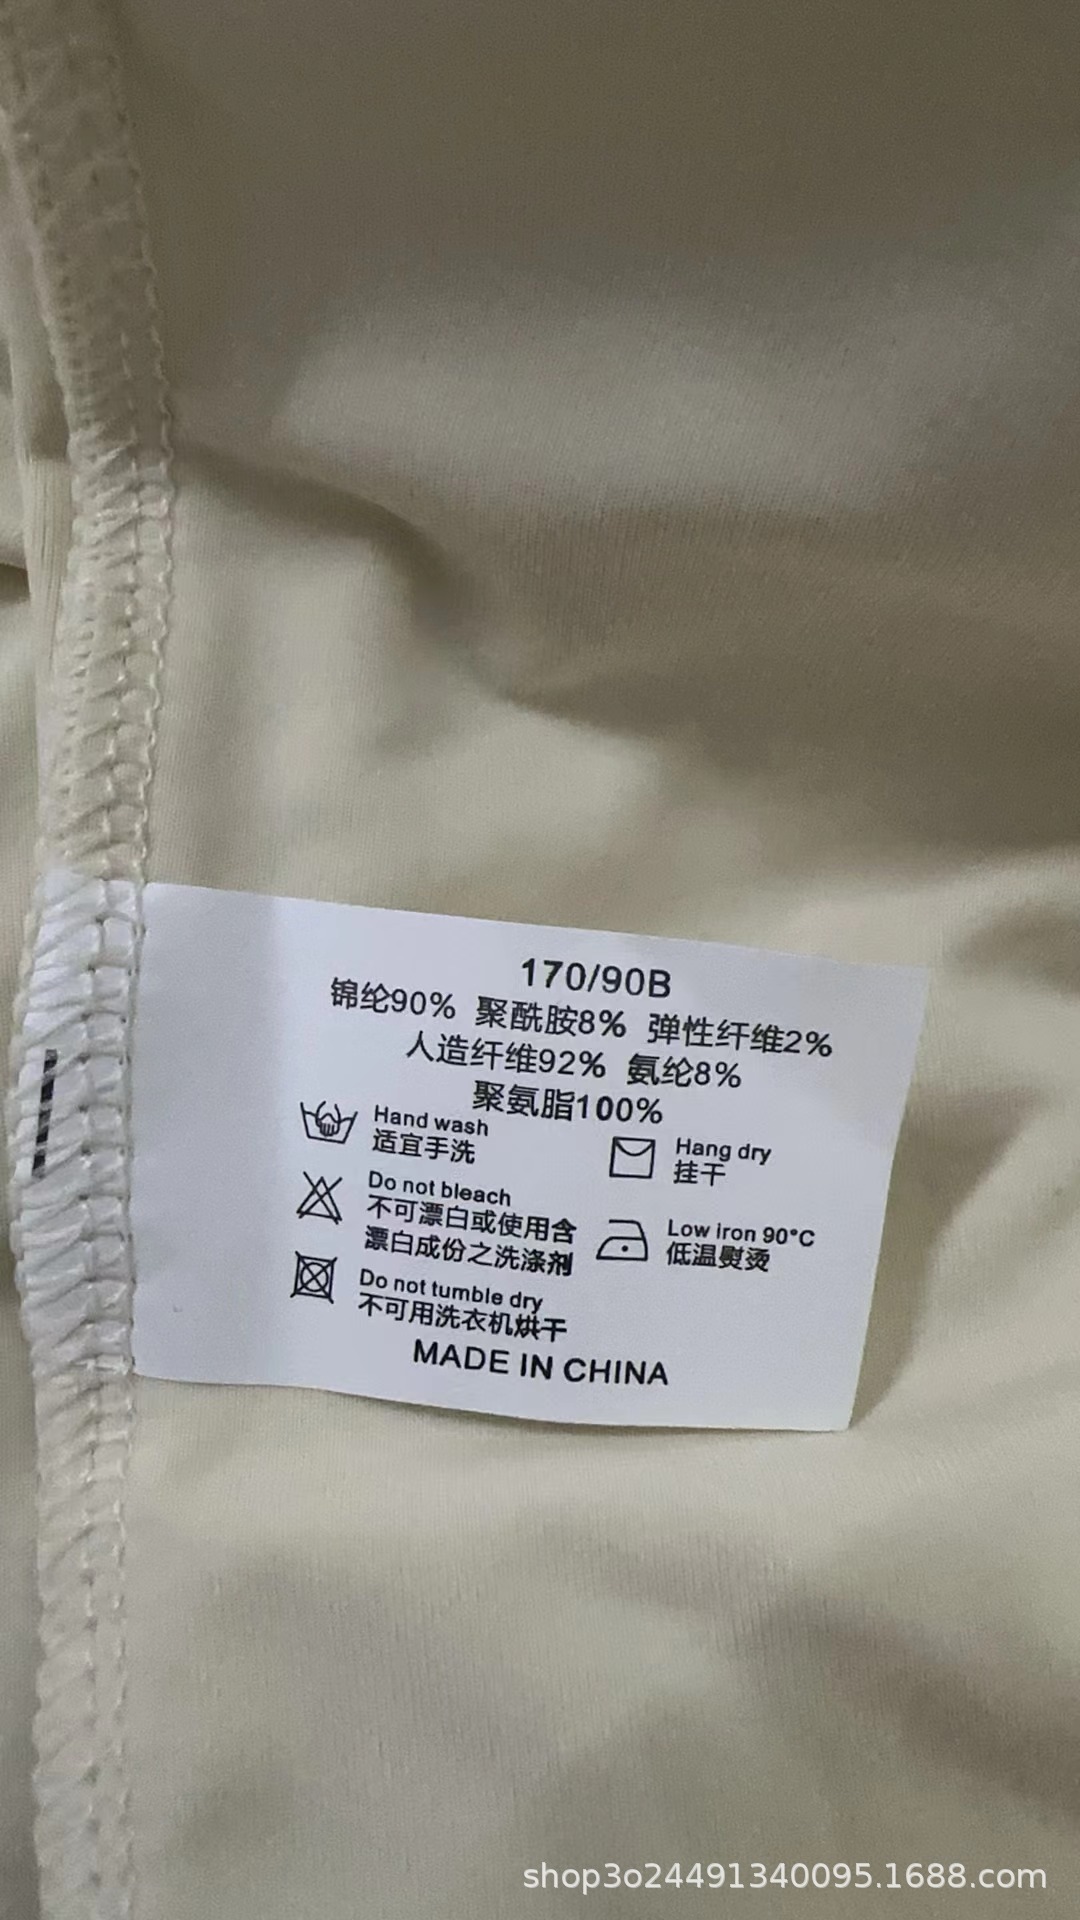 170/90B
锦纶90% 聚酰胺8% 弹性纤维2%
人造纤维92% 氨纶8%
聚氨脂100%
Hand wash
适宜手洗
Hang dry
挂干
Do not bleach
不可漂白或使用含
漂白成份之洗涤剂
Low iron 90°C
低温熨烫
Do not tumble dry
不可用洗衣机烘干
MADE IN CHINA
shop3o24491340095.1688.com